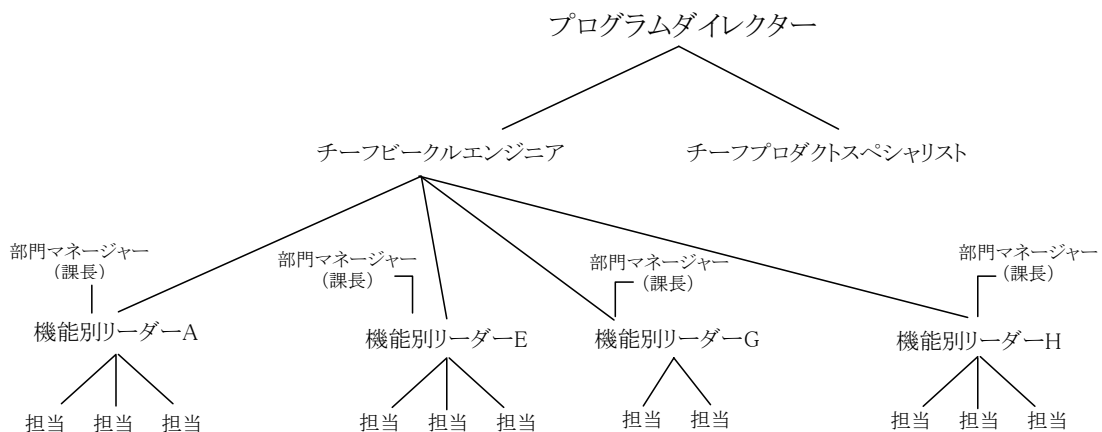 プログラムダイレクター
チーフビークルエンジニア
チーフプロダクトスペシャリスト
部門マネージャー
(課長)
部門マネージャー
(課長)
部門マネージャー
(課長)
部門マネージャー
(課長)
機能別リーダーA
機能別リーダーE
機能別リーダーG
機能別リーダーH
担当 担当 担当 担当 担当 担当 担当 担当 担当 担当 担当